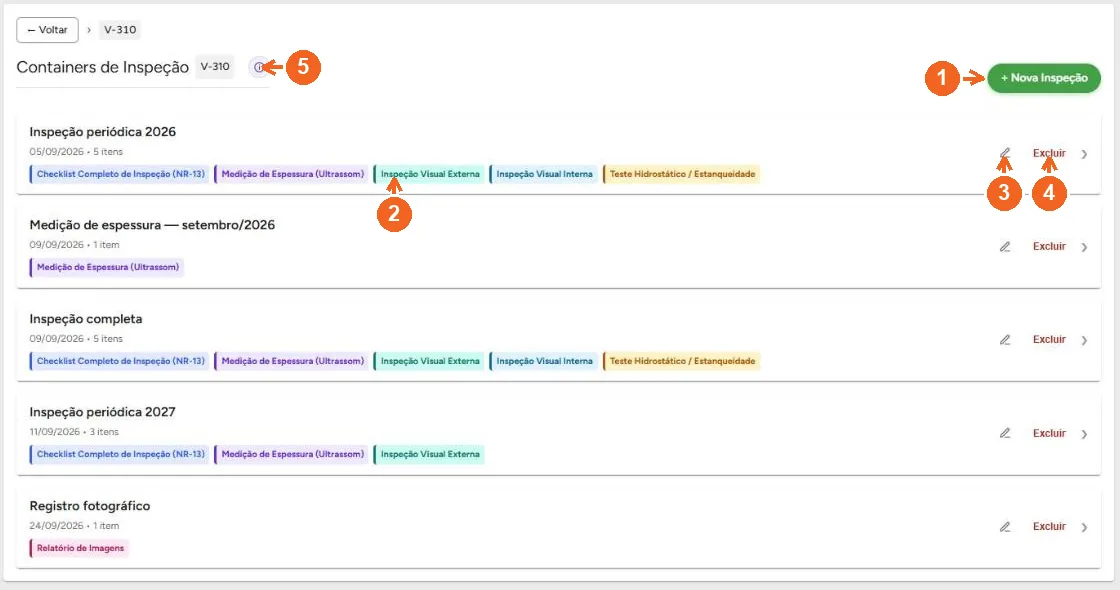 ← Voltar › V-310
Containers de Inspeção V-310 5
1 + Nova Inspeção
Inspeção periódica 2026
05/09/2026 • 5 itens
Checklist Completo de Inspeção (NR-13) Medição de Espessura (Ultrassom) Inspeção Visual Externa Inspeção Visual Interna Teste Hidrostático / Estanqueidade
Excluir
2 3 4
Medição de espessura — setembro/2026
09/09/2026 • 1 item
Medição de Espessura (Ultrassom)
Excluir
Inspeção completa
09/09/2026 • 5 itens
Checklist Completo de Inspeção (NR-13) Medição de Espessura (Ultrassom) Inspeção Visual Externa Inspeção Visual Interna Teste Hidrostático / Estanqueidade
Excluir
Inspeção periódica 2027
11/09/2026 • 3 itens
Checklist Completo de Inspeção (NR-13) Medição de Espessura (Ultrassom) Inspeção Visual Externa
Excluir
Registro fotográfico
24/09/2026 • 1 item
Relatório de Imagens
Excluir